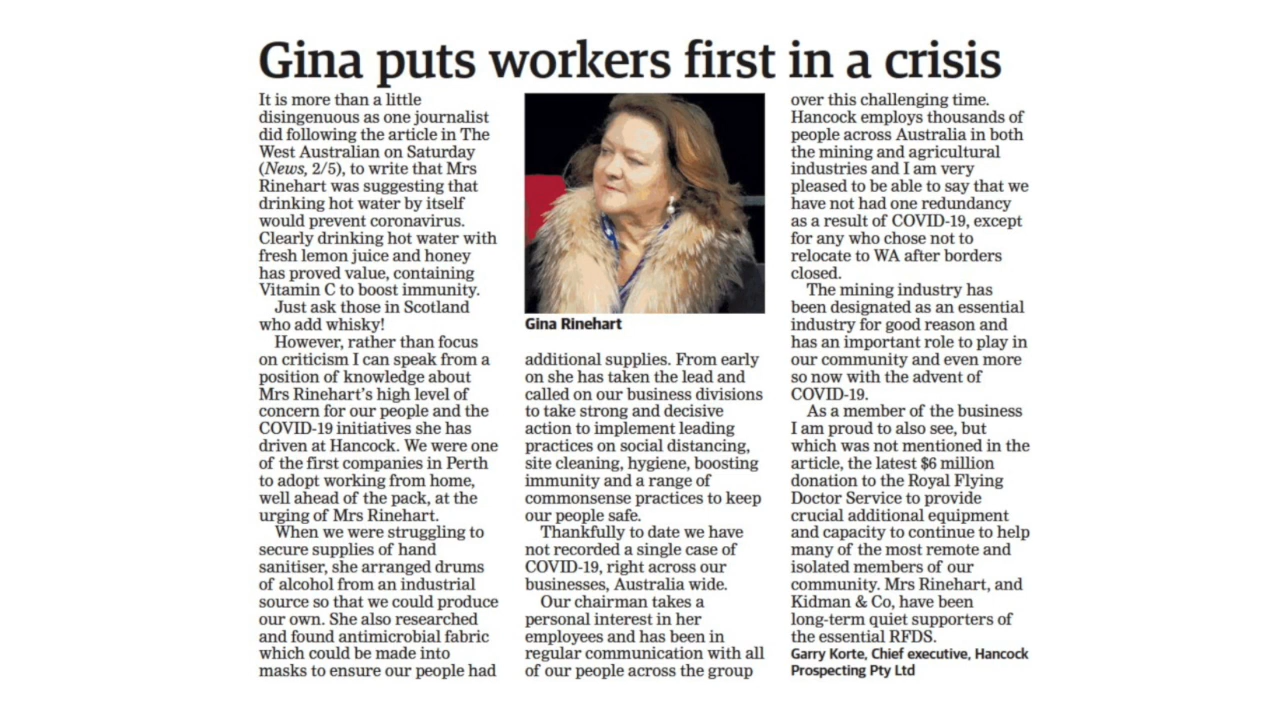 Gina puts workers first in a crisis
It is more than a little
disingenuous as one journalist
did following the article in The
West Australian on Saturday
(News, 2/5), to write that Mrs
Rinehart was suggesting that
drinking hot water by itself
would prevent coronavirus.
Clearly drinking hot water with
fresh lemon juice and honey
has proved value, containing
Vitamin C to boost immunity.
Just ask those in Scotland
who add whisky!
However, rather than focus
on criticism I can speak from a
position of knowledge about
Mrs Rinehart's high level of
concern for our people and the
COVID-19 initiatives she has
driven at Hancock. We were one
of the first companies in Perth
to adopt working from home,
well ahead of the pack, at the
urging of Mrs Rinehart.
When we were struggling to
secure supplies of hand
sanitiser, she arranged drums
of alcohol from an industrial
source so that we could produce
our own. She also researched
and found antimicrobial fabric
which could be made into
masks to ensure our people had
Gina Rinehart
additional supplies. From early
on she has taken the lead and
called on our business divisions
to take strong and decisive
action to implement leading
practices on social distancing,
site cleaning, hygiene, boosting
immunity and a range of
commonsense practices to keep
our people safe.
Thankfully to date we have
not recorded a single case of
COVID-19, right across our
businesses, Australia wide.
Our chairman takes a
personal interest in her
employees and has been in
regular communication with all
of our people across the group
over this challenging time.
Hancock employs thousands of
people across Australia in both
the mining and agricultural
industries and I am very
pleased to be able to say that we
have not had one redundancy
as a result of COVID-19, except
for any who chose not to
relocate to WA after borders
closed.
The mining industry has
been designated as an essential
industry for good reason and
has an important role to play in
our community and even more
so now with the advent of
COVID-19.
As a member of the business
I am proud to also see, but
which was not mentioned in the
article, the latest $6 million
donation to the Royal Flying
Doctor Service to provide
crucial additional equipment
and capacity to continue to help
many of the most remote and
isolated members of our
community. Mrs Rinehart, and
Kidman & Co, have been
long-term quiet supporters of
the essential RFDS.
Garry Korte, Chief executive, Hancock
Prospecting Pty Ltd